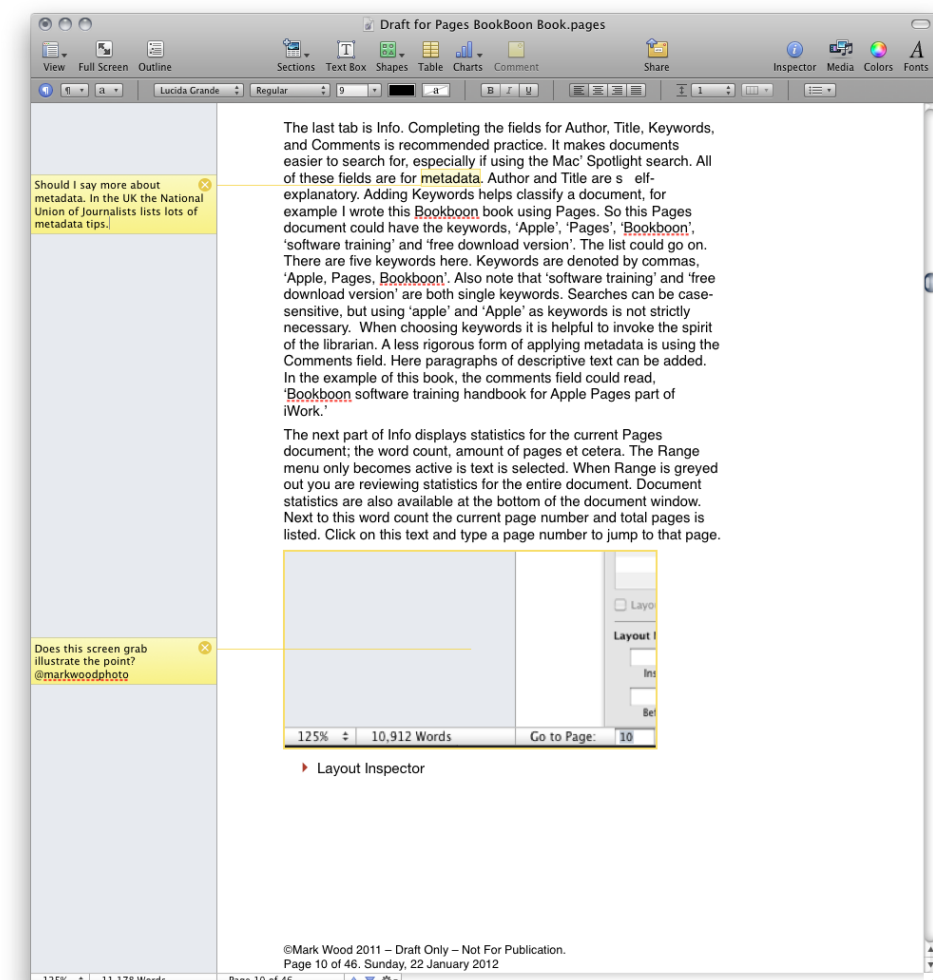 Draft for Pages BookBoon Book.pages
View Full Screen Outline Sections Text Box Shapes Table Charts Comment Share Inspector Media Colors Fonts
¶ a Lucida Grande Regular 9 a B I U 1
The last tab is Info. Completing the fields for Author, Title, Keywords,
and Comments is recommended practice. It makes documents
easier to search for, especially if using the Mac’ Spotlight search. All
of these fields are for metadata. Author and Title are s elf-
explanatory. Adding Keywords helps classify a document, for
example I wrote this Bookboon book using Pages. So this Pages
document could have the keywords, ‘Apple’, ‘Pages’, ‘Bookboon’,
‘software training’ and ‘free download version’. The list could go on.
There are five keywords here. Keywords are denoted by commas,
‘Apple, Pages, Bookboon’. Also note that ‘software training’ and ‘free
download version’ are both single keywords. Searches can be case-
sensitive, but using ‘apple’ and ‘Apple’ as keywords is not strictly
necessary. When choosing keywords it is helpful to invoke the spirit
of the librarian. A less rigorous form of applying metadata is using the
Comments field. Here paragraphs of descriptive text can be added.
In the example of this book, the comments field could read,
‘Bookboon software training handbook for Apple Pages part of
iWork.’
Should I say more about
metadata. In the UK the National
Union of Journalists lists lots of
metadata tips.
The next part of Info displays statistics for the current Pages
document; the word count, amount of pages et cetera. The Range
menu only becomes active is text is selected. When Range is greyed
out you are reviewing statistics for the entire document. Document
statistics are also available at the bottom of the document window.
Next to this word count the current page number and total pages is
listed. Click on this text and type a page number to jump to that page.
Does this screen grab
illustrate the point?
@markwoodphoto
Layo
Layout
Ins
Bef
125% 10,912 Words Go to Page: 10
Layout Inspector
©Mark Wood 2011 – Draft Only – Not For Publication.
Page 10 of 46. Sunday, 22 January 2012
125% 11,178 Words Page 10 of 46